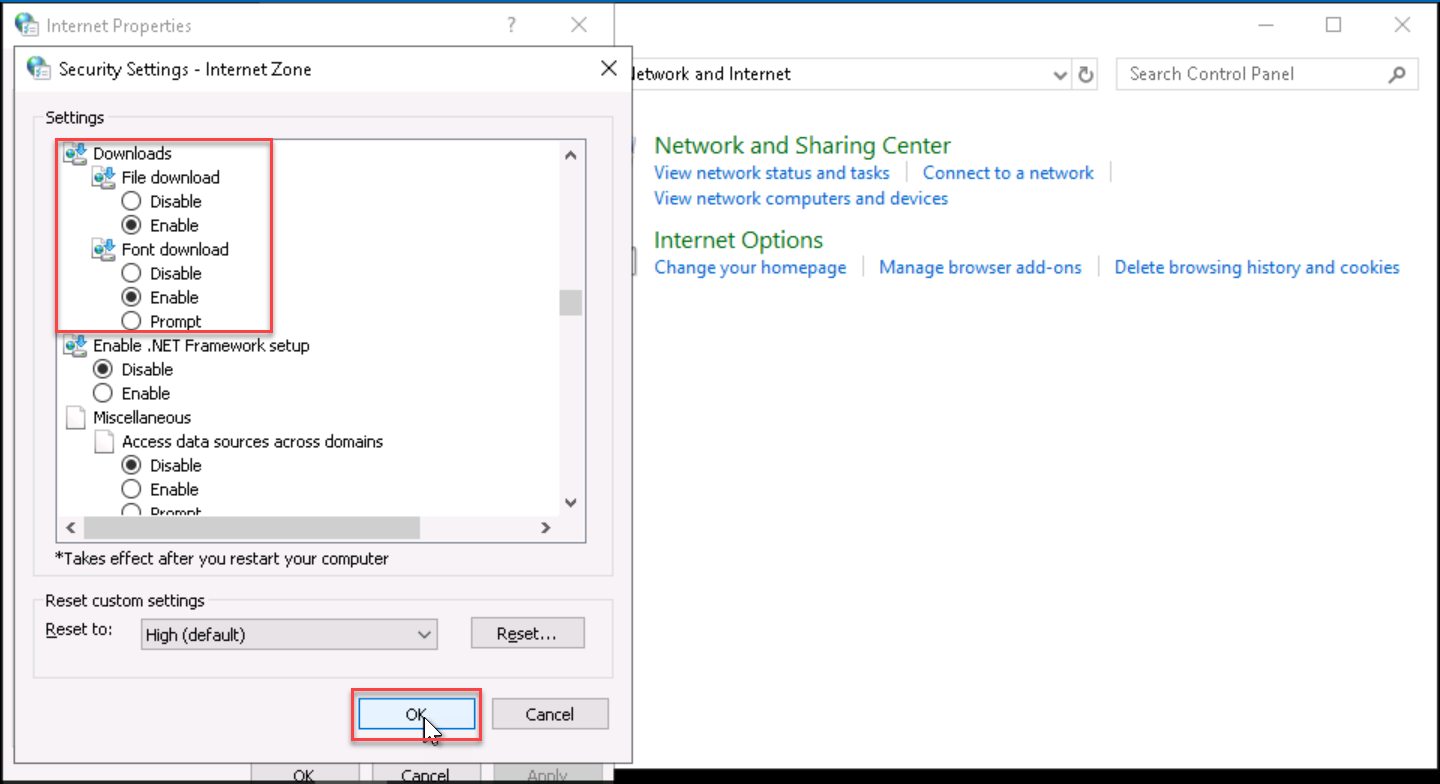 Internet Properties
?
Security Settings - Internet Zone
Settings
Downloads
File download
Disable
Enable
Font download
Disable
Enable
Prompt
Enable .NET Framework setup
Disable
Enable
Miscellaneous
Access data sources across domains
Disable
Enable
Prompt
*Takes effect after you restart your computer
Reset custom settings
Reset to:
High (default)
Reset...
OK
Cancel
OK
Cancel
Apply
Network and Internet
Search Control Panel
Network and Sharing Center
View network status and tasks
Connect to a network
View network computers and devices
Internet Options
Change your homepage
Manage browser add-ons
Delete browsing history and cookies